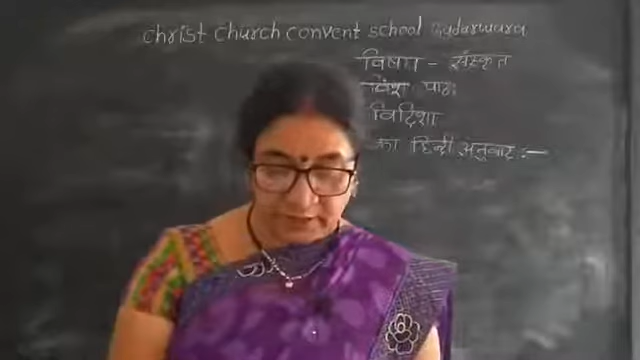 christ church convent school Gadarwara
विषय - संस्कृत
विंश पाठः
विदिशा
का हिन्दी अनुवाद :-